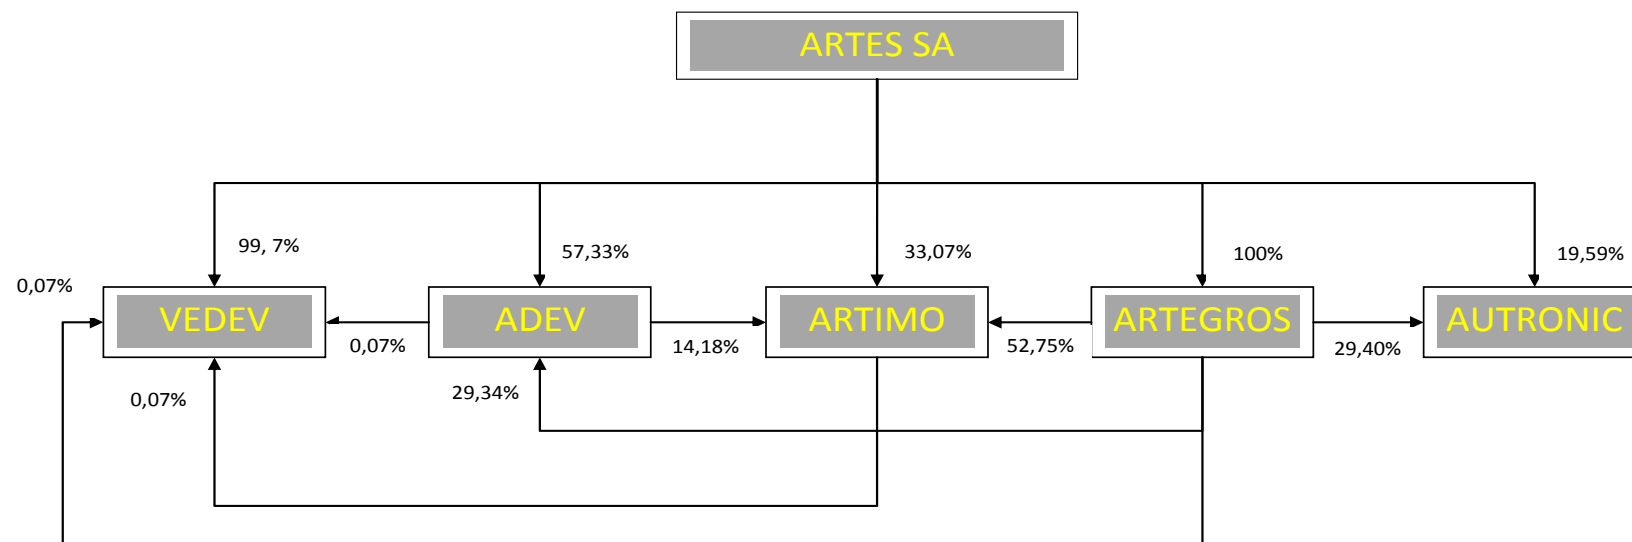 ARTES SA
99, 7%
57,33%
33,07%
100%
19,59%
0,07%
VEDEV
ADEV
ARTIMO
ARTEGROS
AUTRONIC
0,07%
14,18%
52,75%
29,40%
0,07%
29,34%